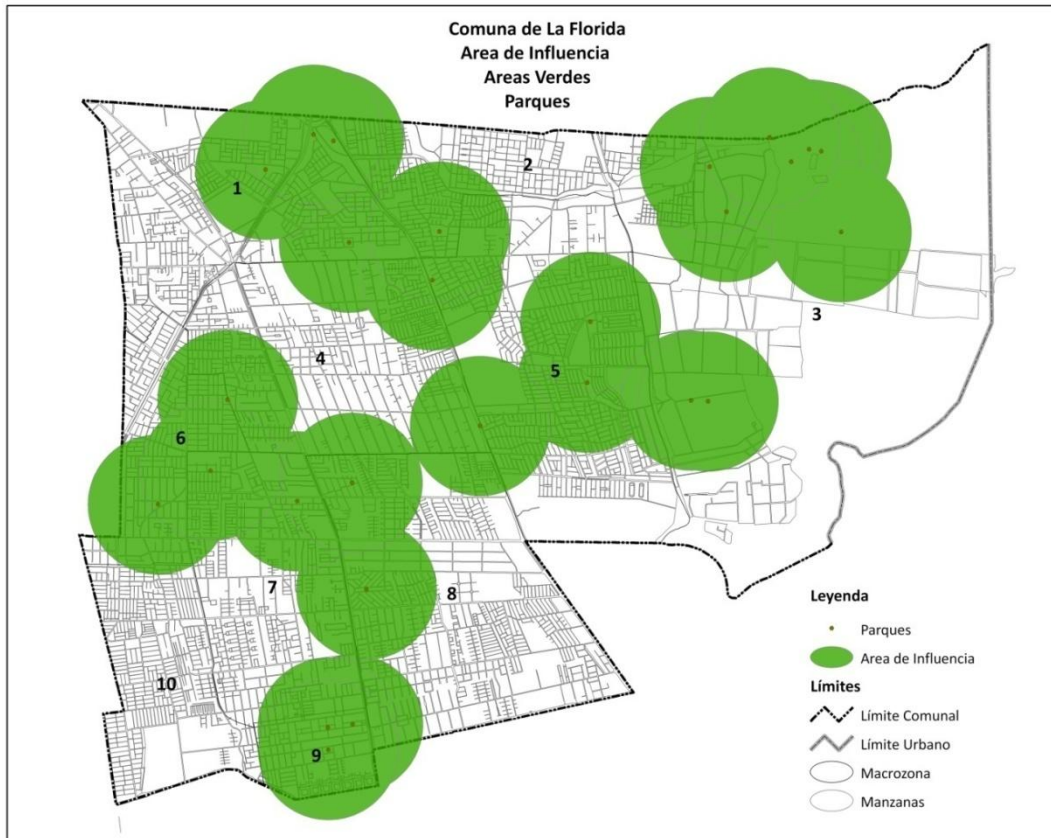 Comuna de La Florida
Area de Influencia
Areas Verdes
Parques
1
2
3
4
5
6
7
8
9
10
Leyenda
Parques
Area de Influencia
Límites
Límite Comunal
Límite Urbano
Macrozona
Manzanas